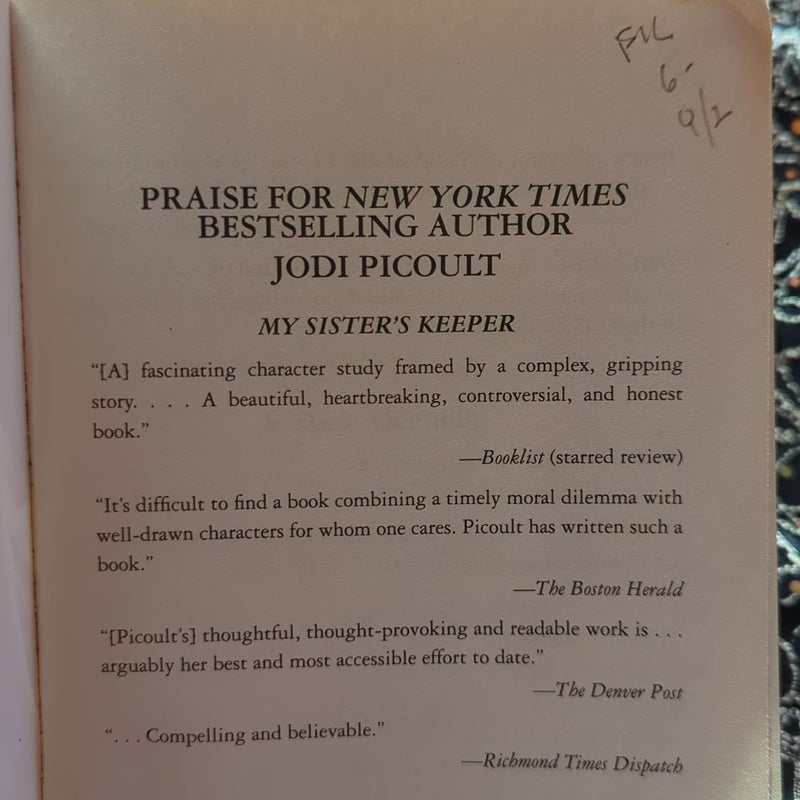 6-
9/2
PRAISE FOR NEW YORK TIMES
BESTSELLING AUTHOR
JODI PICOULT
MY SISTER'S KEEPER
“[A] fascinating character study framed by a complex, gripping
story. . . . A beautiful, heartbreaking, controversial, and honest
book.”
—Booklist (starred review)
“It's difficult to find a book combining a timely moral dilemma with
well-drawn characters for whom one cares. Picoult has written such a
book.”
—The Boston Herald
“[Picoult's] thoughtful, thought-provoking and readable work is . . .
arguably her best and most accessible effort to date.”
—The Denver Post
“. . . Compelling and believable.”
—Richmond Times Dispatch